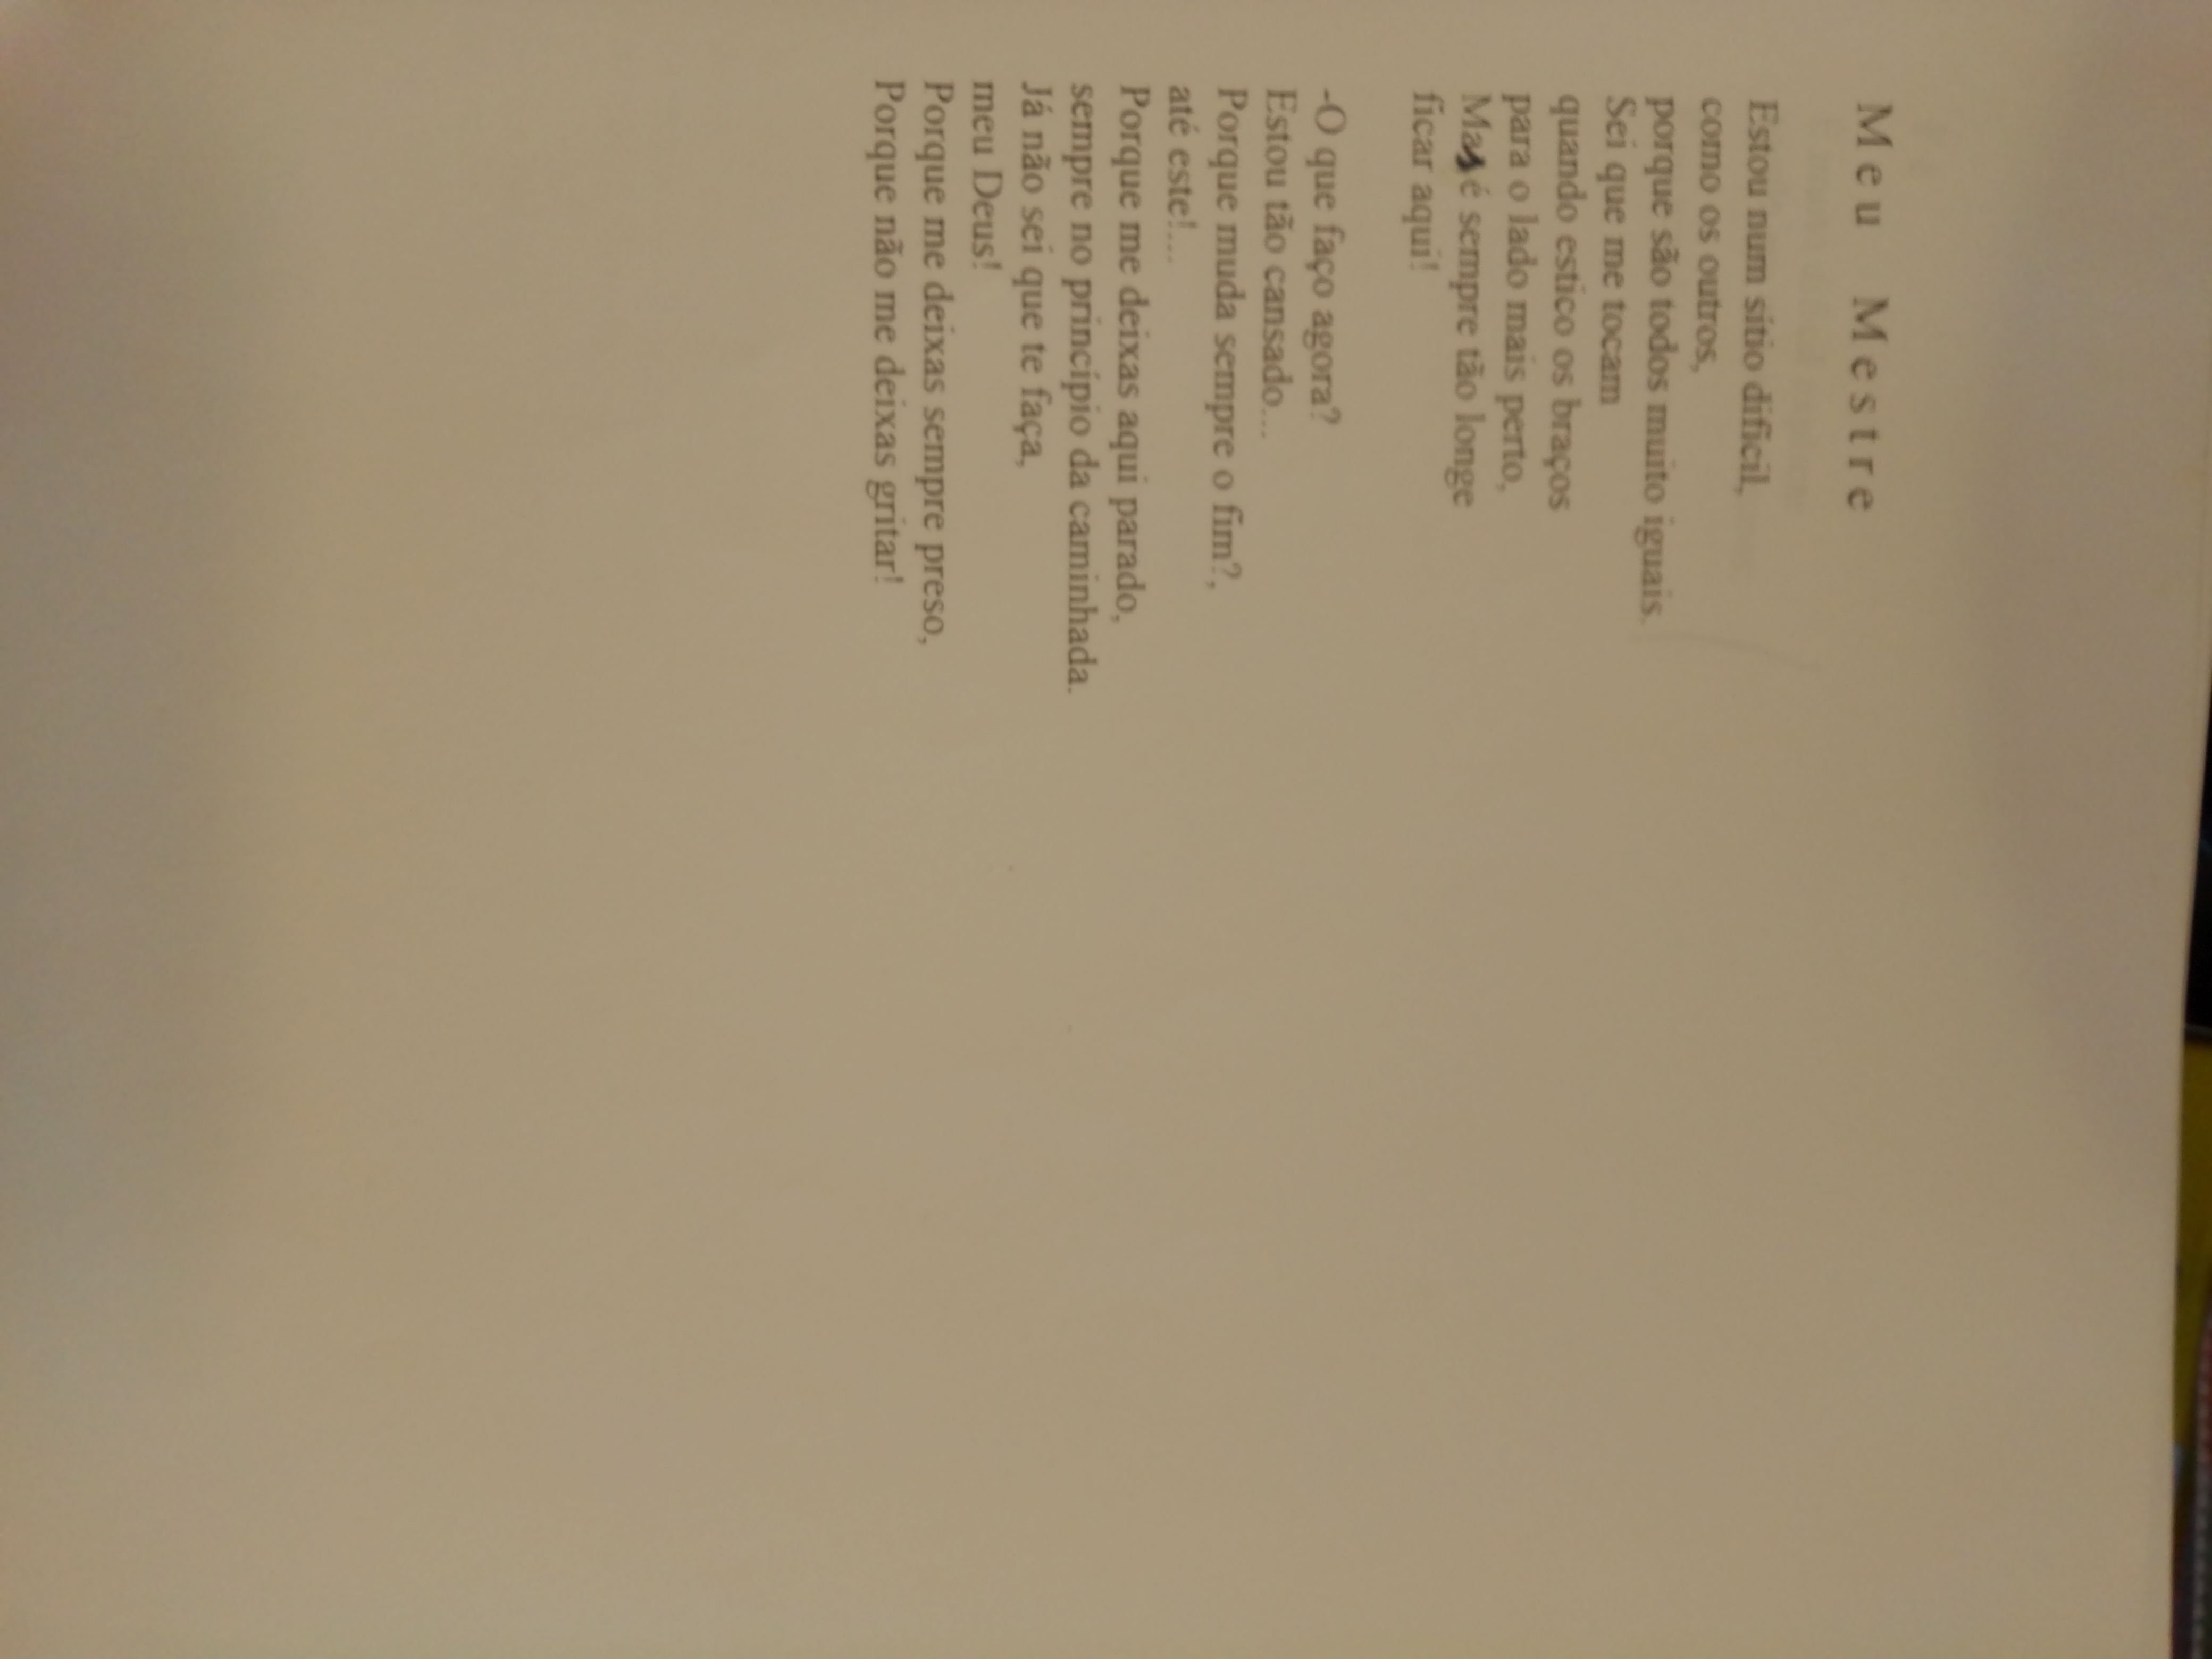 Meu Mestre
Estou num sítio difícil,
como os outros,
porque são todos muito iguais.
Sei que me tocam
quando estico os braços
para o lado mais perto,
Mas é sempre tão longe
ficar aqui!
-O que faço agora?
Estou tão cansado...
Porque muda sempre o fim?,
até este!...
Porque me deixas aqui parado,
sempre no princípio da caminhada.
Já não sei que te faça,
meu Deus!
Porque me deixas sempre preso,
Porque não me deixas gritar!